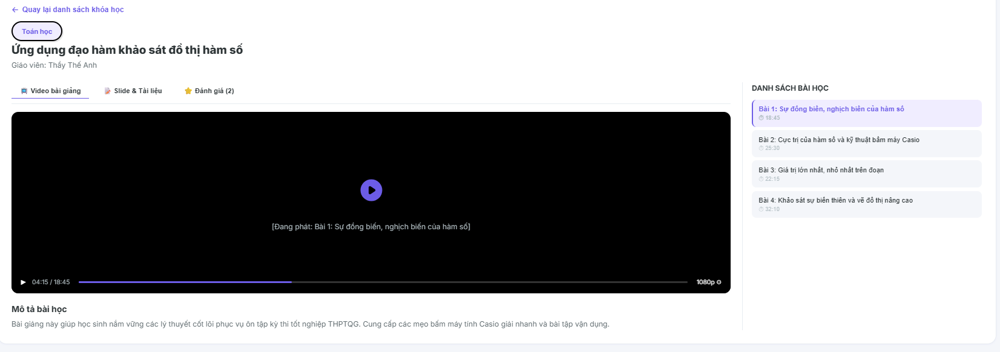 ← Quay lại danh sách khóa học
Toán học
Ứng dụng đạo hàm khảo sát đồ thị hàm số
Giáo viên: Thầy Thế Anh
Video bài giảng
Slide & Tài liệu
Đánh giá (2)
[Đang phát: Bài 1: Sự đồng biến, nghịch biến của hàm số]
04:15 / 18:45
1080p
Mô tả bài học
Bài giảng này giúp học sinh nắm vững các lý thuyết cốt lõi phục vụ ôn tập kỳ thi tốt nghiệp THPTQG. Cung cấp các mẹo bấm máy tính Casio giải nhanh và bài tập vận dụng.
DANH SÁCH BÀI HỌC
Bài 1: Sự đồng biến, nghịch biến của hàm số
18:45
Bài 2: Cực trị của hàm số và kỹ thuật bấm máy Casio
25:30
Bài 3: Giá trị lớn nhất, nhỏ nhất trên đoạn
22:15
Bài 4: Khảo sát sự biến thiên và vẽ đồ thị nâng cao
32:10